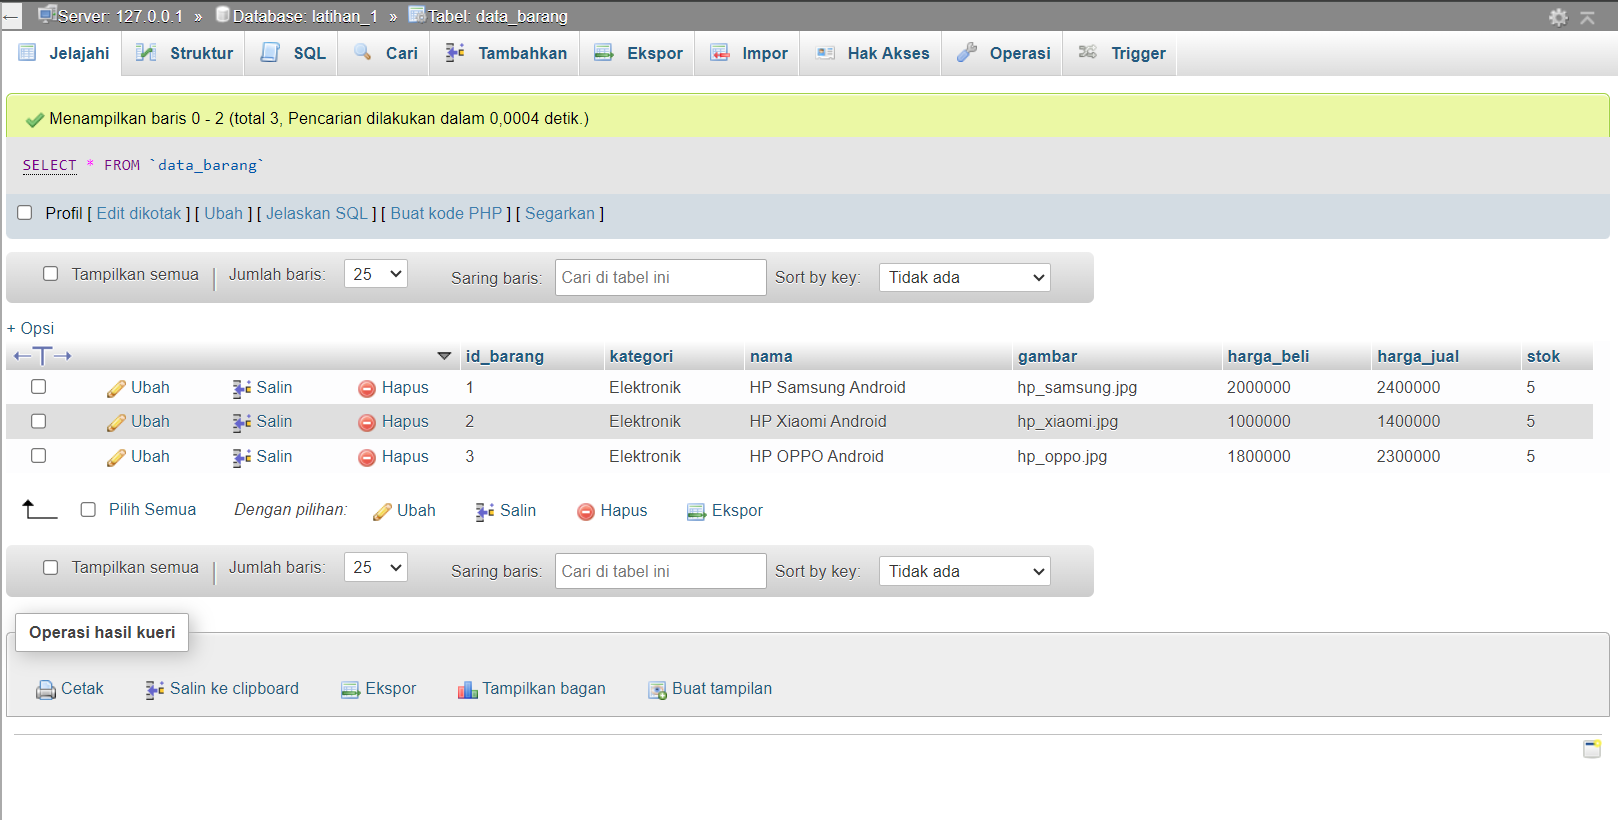 Server: 127.0.0.1 » Database: latihan_1 » Tabel: data_barang
Jelajahi Struktur SQL Cari Tambahkan Ekspor Impor Hak Akses Operasi Trigger
Menampilkan baris 0 - 2 (total 3, Pencarian dilakukan dalam 0,0004 detik.)
SELECT * FROM `data_barang`
Profil [ Edit dikotak ] [ Ubah ] [ Jelaskan SQL ] [ Buat kode PHP ] [ Segarkan ]
Tampilkan semua | Jumlah baris: 25 Saring baris: Cari di tabel ini Sort by key: Tidak ada
+ Opsi
id_barang kategori nama gambar harga_beli harga_jual stok
Ubah Salin Hapus 1 Elektronik HP Samsung Android hp_samsung.jpg 2000000 2400000 5
Ubah Salin Hapus 2 Elektronik HP Xiaomi Android hp_xiaomi.jpg 1000000 1400000 5
Ubah Salin Hapus 3 Elektronik HP OPPO Android hp_oppo.jpg 1800000 2300000 5
Pilih Semua Dengan pilihan: Ubah Salin Hapus Ekspor
Tampilkan semua | Jumlah baris: 25 Saring baris: Cari di tabel ini Sort by key: Tidak ada
Operasi hasil kueri
Cetak Salin ke clipboard Ekspor Tampilkan bagan Buat tampilan